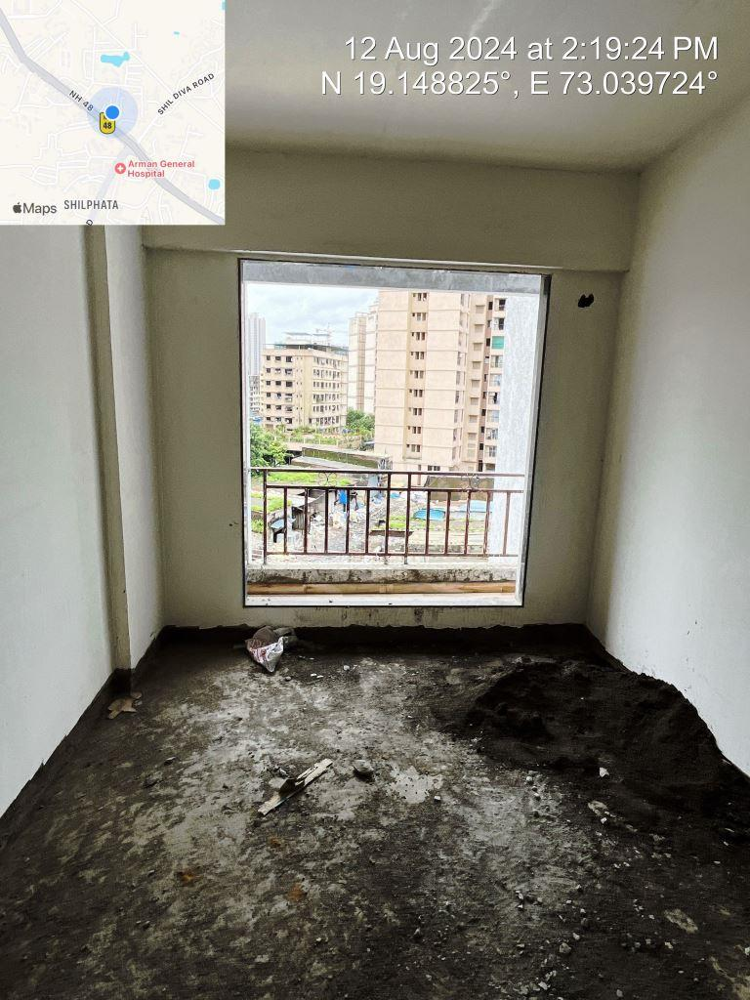 12 Aug 2024 at 2:19:24 PM
N 19.148825°, E 73.039724°
NH 48
SHIL DIVA ROAD
48
Arman General
Hospital
Maps
SHILPHATA
D